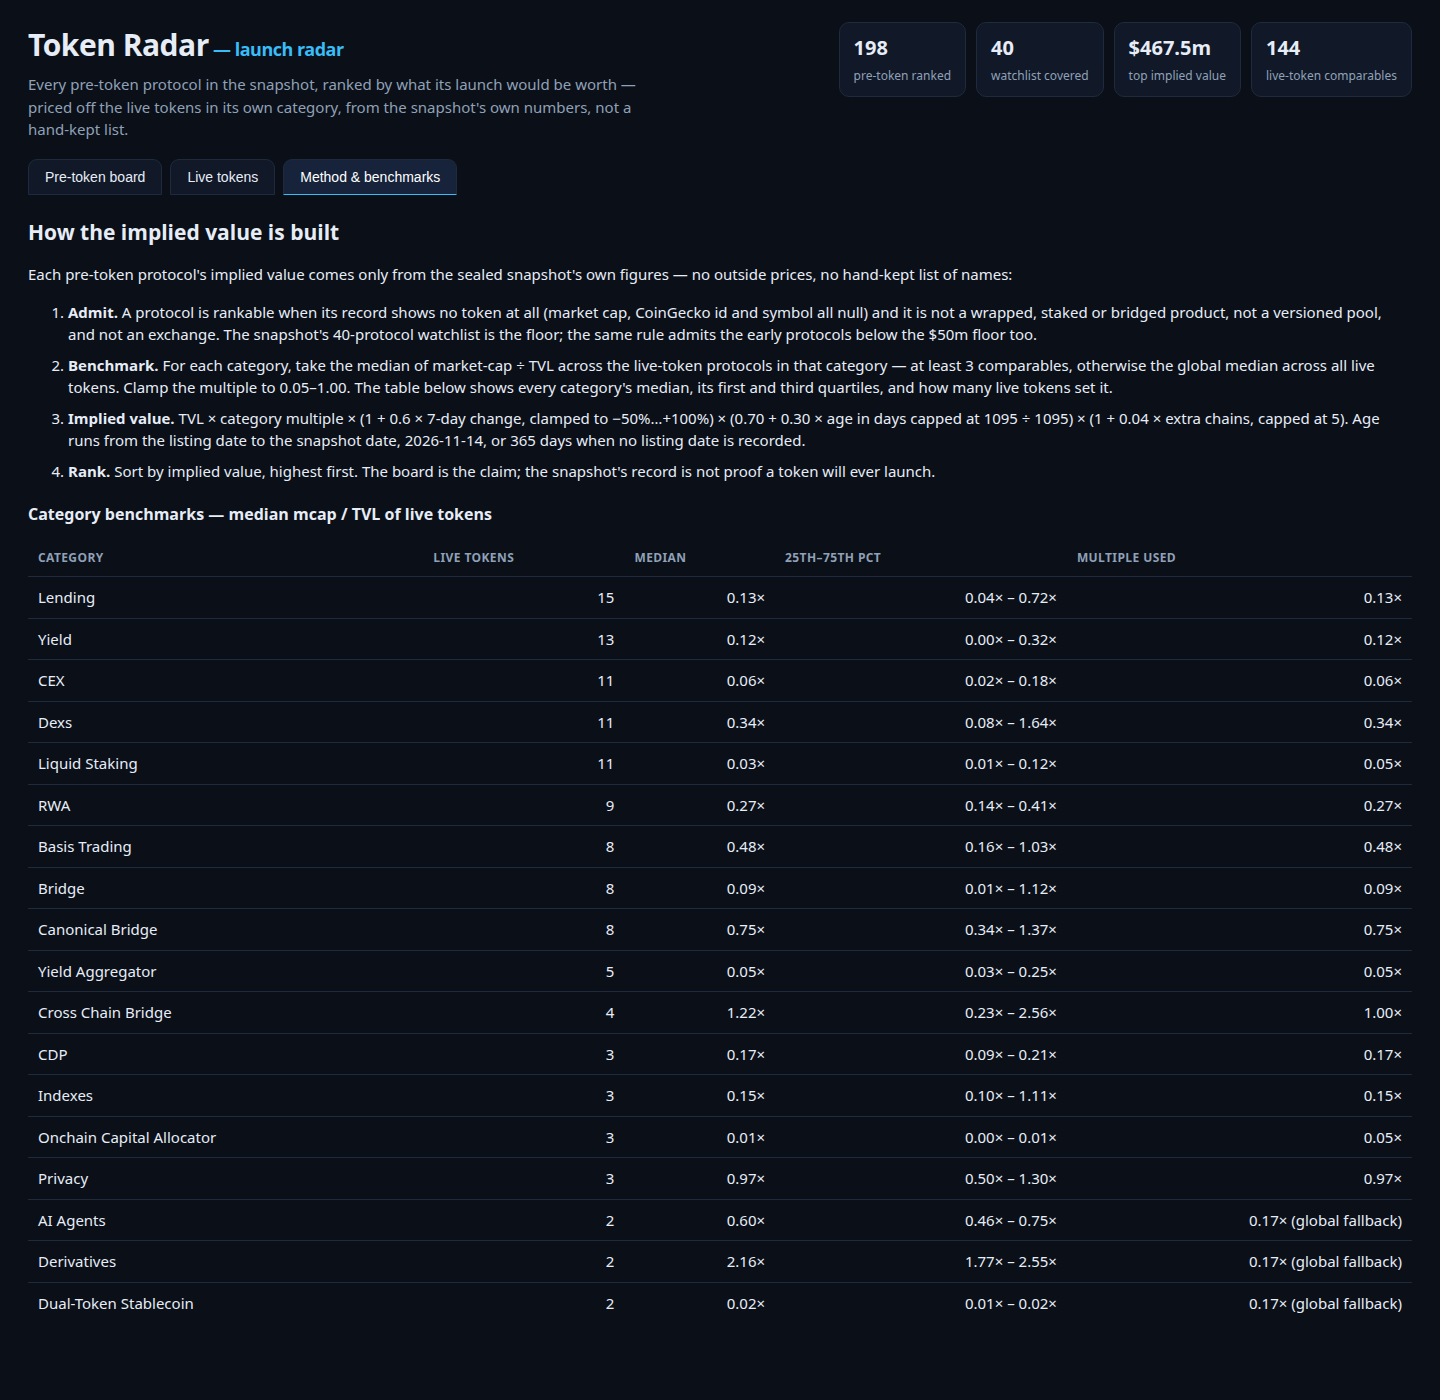 Token Radar — launch radar
Every pre-token protocol in the snapshot, ranked by what its launch would be worth —
priced off the live tokens in its own category, from the snapshot's own numbers, not a
hand-kept list.
198
pre-token ranked
40
watchlist covered
$467.5m
top implied value
144
live-token comparables
Pre-token board
Live tokens
Method & benchmarks
How the implied value is built
Each pre-token protocol's implied value comes only from the sealed snapshot's own figures — no outside prices, no hand-kept list of names:
1. Admit. A protocol is rankable when its record shows no token at all (market cap, CoinGecko id and symbol all null) and it is not a wrapped, staked or bridged product, not a versioned pool,
and not an exchange. The snapshot's 40-protocol watchlist is the floor; the same rule admits the early protocols below the $50m floor too.
2. Benchmark. For each category, take the median of market-cap ÷ TVL across the live-token protocols in that category — at least 3 comparables, otherwise the global median across all live
tokens. Clamp the multiple to 0.05–1.00. The table below shows every category's median, its first and third quartiles, and how many live tokens set it.
3. Implied value. TVL × category multiple × (1 + 0.6 × 7-day change, clamped to −50%…+100%) × (0.70 + 0.30 × age in days capped at 1095 ÷ 1095) × (1 + 0.04 × extra chains, capped at 5). Age
runs from the listing date to the snapshot date, 2026-11-14, or 365 days when no listing date is recorded.
4. Rank. Sort by implied value, highest first. The board is the claim; the snapshot's record is not proof a token will ever launch.
Category benchmarks — median mcap / TVL of live tokens
CATEGORY LIVE TOKENS MEDIAN 25TH–75TH PCT MULTIPLE USED
Lending 15 0.13× 0.04× – 0.72× 0.13×
Yield 13 0.12× 0.00× – 0.32× 0.12×
CEX 11 0.06× 0.02× – 0.18× 0.06×
Dexs 11 0.34× 0.08× – 1.64× 0.34×
Liquid Staking 11 0.03× 0.01× – 0.12× 0.05×
RWA 9 0.27× 0.14× – 0.41× 0.27×
Basis Trading 8 0.48× 0.16× – 1.03× 0.48×
Bridge 8 0.09× 0.01× – 1.12× 0.09×
Canonical Bridge 8 0.75× 0.34× – 1.37× 0.75×
Yield Aggregator 5 0.05× 0.03× – 0.25× 0.05×
Cross Chain Bridge 4 1.22× 0.23× – 2.56× 1.00×
CDP 3 0.17× 0.09× – 0.21× 0.17×
Indexes 3 0.15× 0.10× – 1.11× 0.15×
Onchain Capital Allocator 3 0.01× 0.00× – 0.01× 0.05×
Privacy 3 0.97× 0.50× – 1.30× 0.97×
AI Agents 2 0.60× 0.46× – 0.75× 0.17× (global fallback)
Derivatives 2 2.16× 1.77× – 2.55× 0.17× (global fallback)
Dual-Token Stablecoin 2 0.02× 0.01× – 0.02× 0.17× (global fallback)